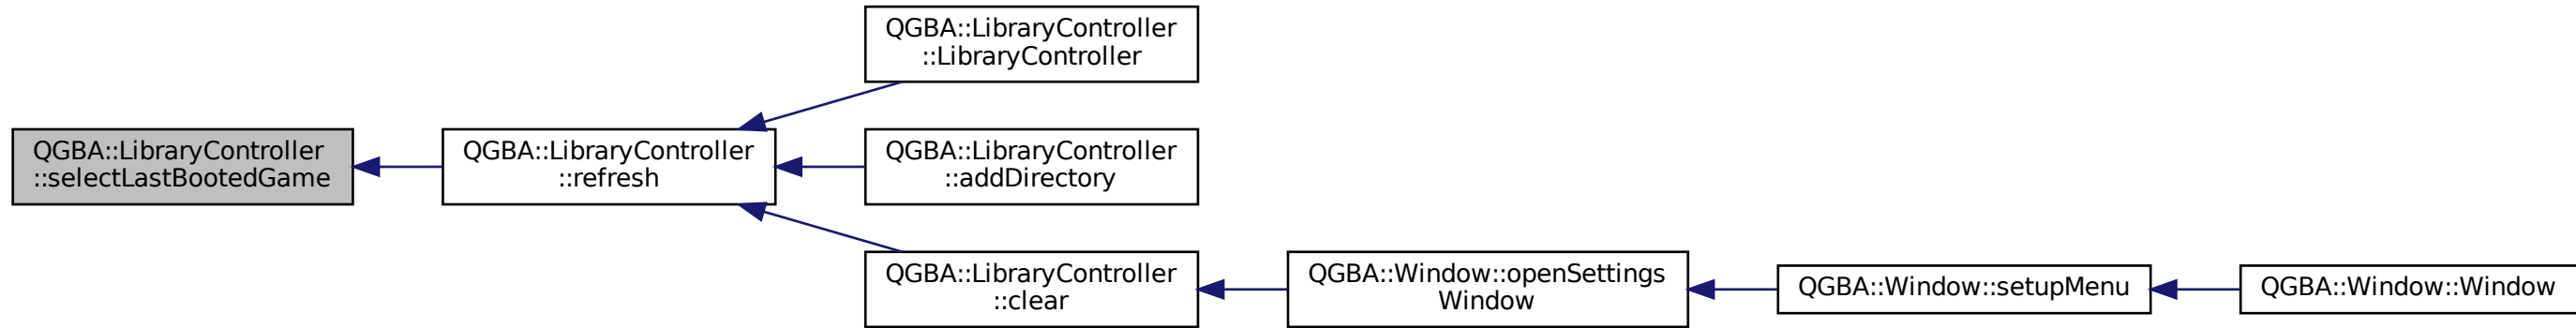 QGBA::LibraryController
::LibraryController
QGBA::LibraryController
::selectLastBootedGame
QGBA::LibraryController
::refresh
QGBA::LibraryController
::addDirectory
QGBA::LibraryController
::clear
QGBA::Window::openSettings
Window
QGBA::Window::setupMenu
QGBA::Window::Window